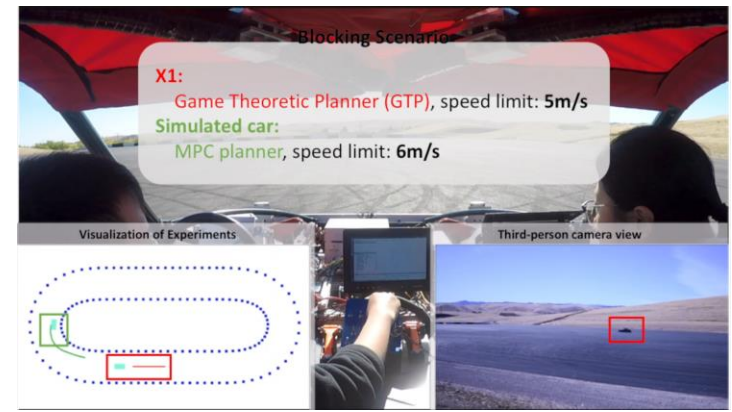 Blocking Scenario
X1:
Game Theoretic Planner (GTP), speed limit: 5m/s
Simulated car:
MPC planner, speed limit: 6m/s
Visualization of Experiments
Third-person camera view